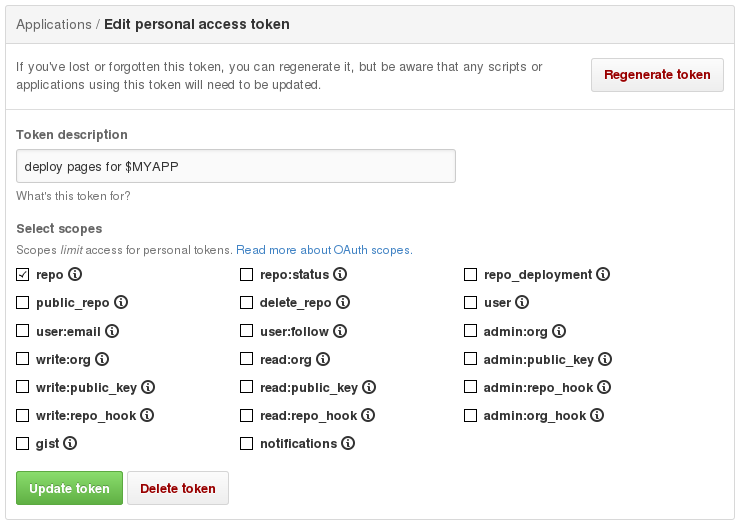 Applications / Edit personal access token
If you've lost or forgotten this token, you can regenerate it, but be aware that any scripts or
applications using this token will need to be updated.
Regenerate token
Token description
deploy pages for $MYAPP
What's this token for?
Select scopes
Scopes limit access for personal tokens. Read more about OAuth scopes.
repo repo:status repo_deployment
public_repo delete_repo user
user:email user:follow admin:org
write:org read:org admin:public_key
write:public_key read:public_key admin:repo_hook
write:repo_hook read:repo_hook admin:org_hook
gist notifications
Update token Delete token